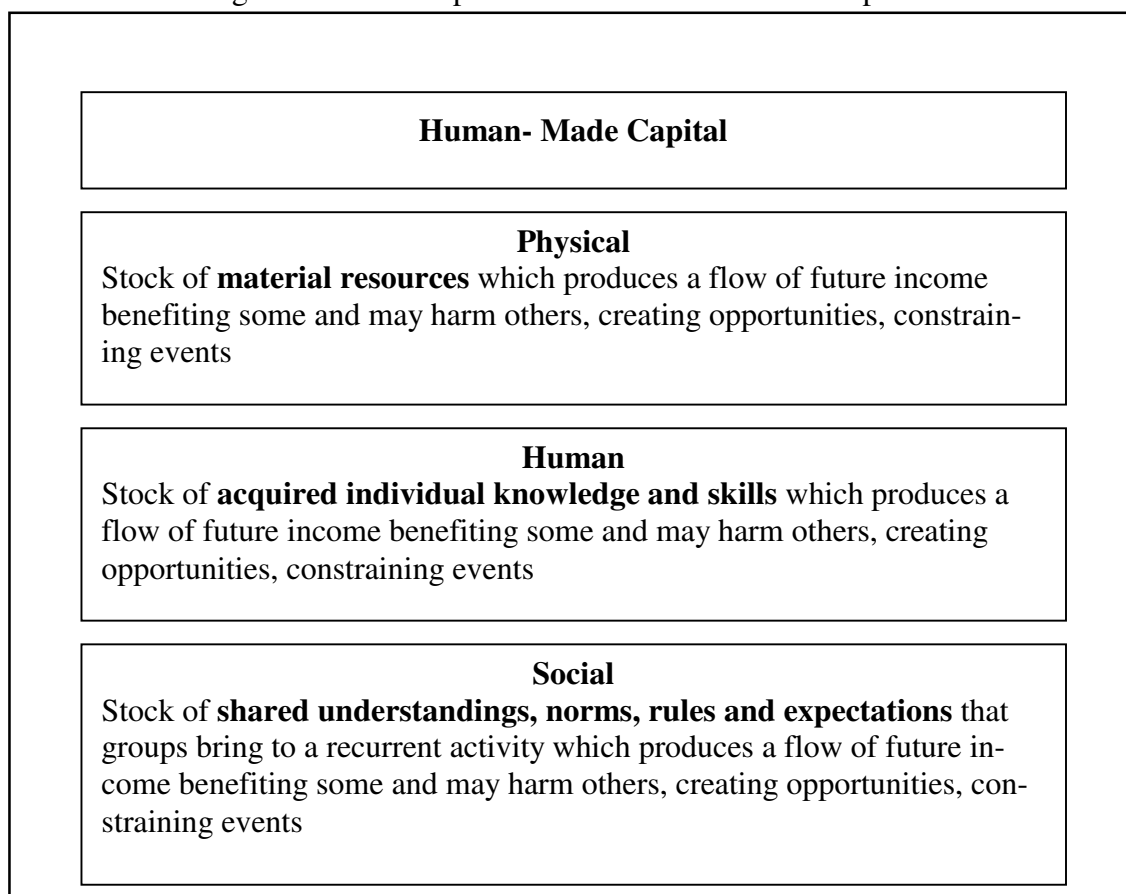 Human- Made Capital
Physical
Stock of material resources which produces a flow of future income
benefiting some and may harm others, creating opportunities, constrain-
ing events
Human
Stock of acquired individual knowledge and skills which produces a
flow of future income benefiting some and may harm others, creating
opportunities, constraining events
Social
Stock of shared understandings, norms, rules and expectations that
groups bring to a recurrent activity which produces a flow of future in-
come benefiting some and may harm others, creating opportunities, con-
straining events